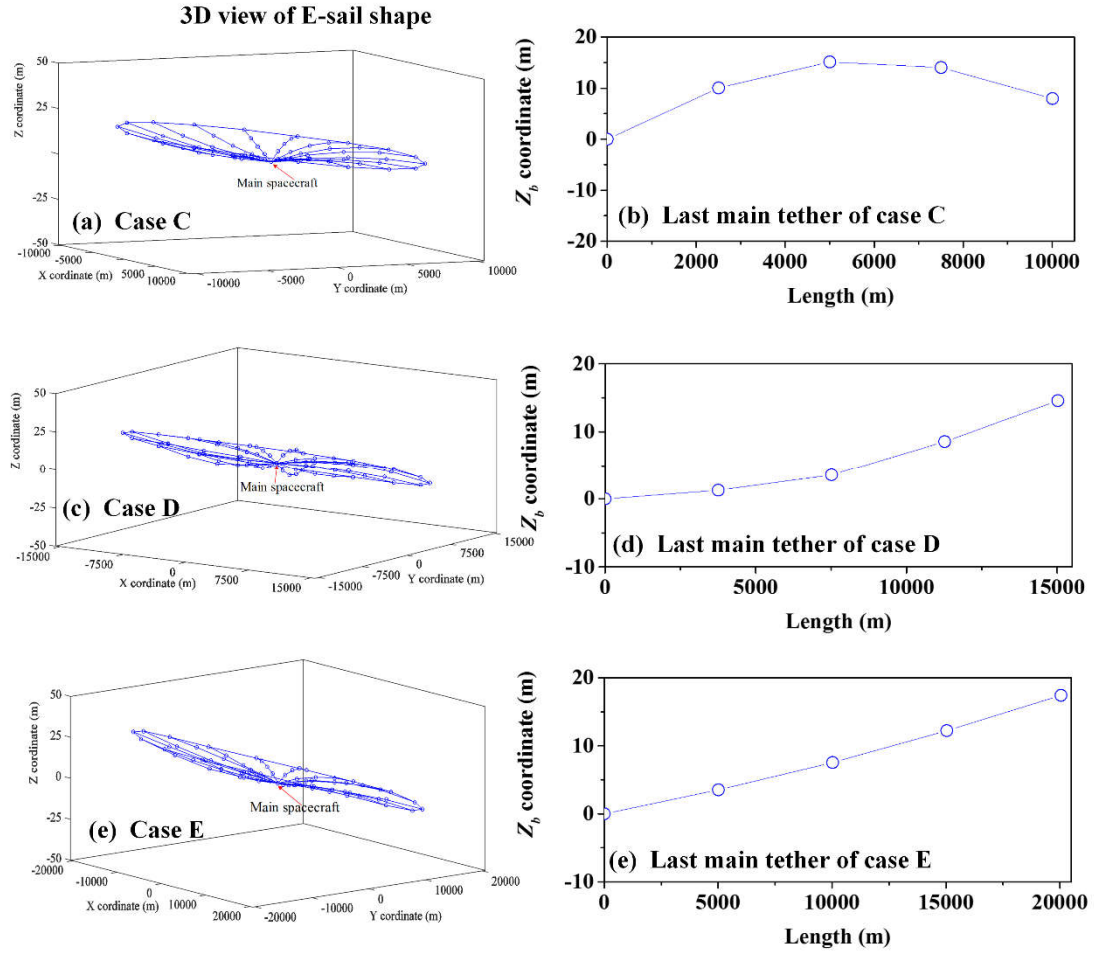 3D view of E-sail shape
50
25
0
-25
-50
Z cordinate (m)
-10000
-5000
5000
10000
X cordinate (m)
-10000
-5000
0
5000
10000
Y cordinate (m)
Main spacecraft
(a) Case C
20
10
0
-10
-20
Z_b coordinate (m)
0
2000
4000
6000
8000
10000
Length (m)
(b) Last main tether of case C
50
25
0
-25
-50
Z cordinate (m)
-15000
-7500
0
7500
15000
X cordinate (m)
-15000
-7500
0
7500
15000
Y cordinate (m)
Main spacecraft
(c) Case D
20
10
0
-10
Z_b coordinate (m)
0
5000
10000
15000
Length (m)
(d) Last main tether of case D
50
25
0
-25
-50
Z cordinate (m)
-20000
-10000
0
10000
20000
X cordinate (m)
-20000
-10000
0
10000
20000
Y cordinate (m)
Main spacecraft
(e) Case E
20
10
0
-10
Z_b coordinate (m)
0
5000
10000
15000
20000
Length (m)
(e) Last main tether of case E